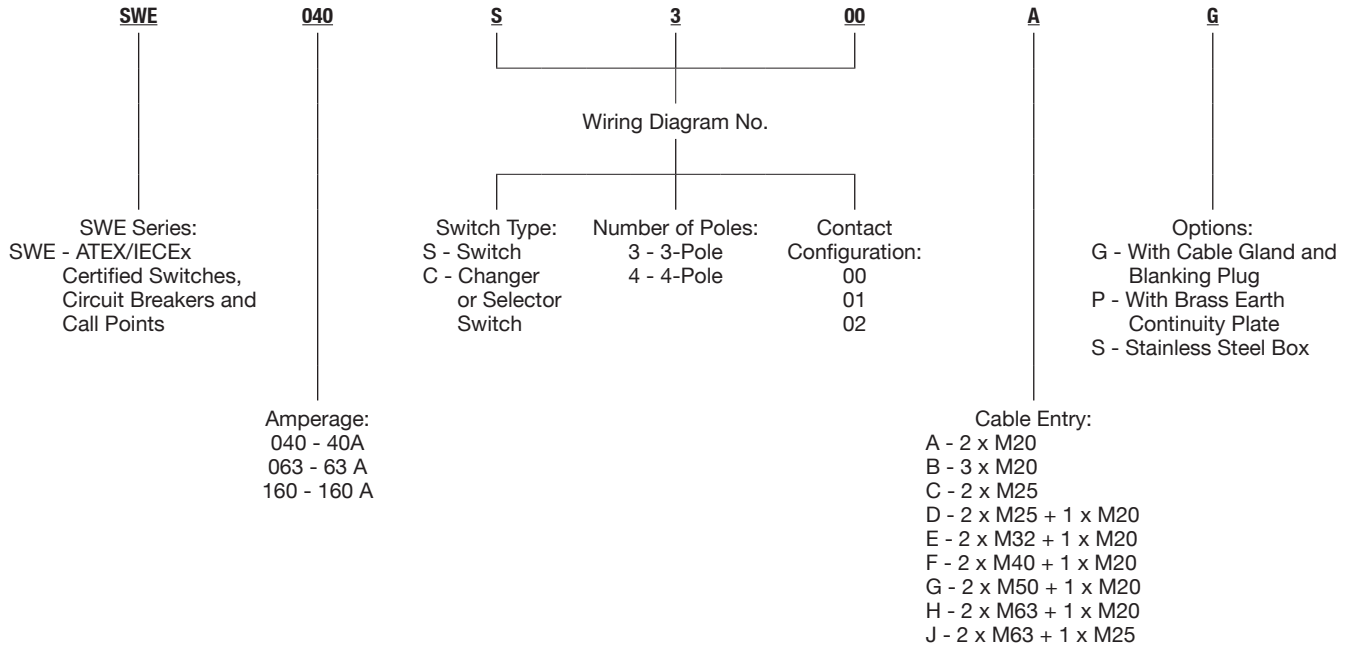 SWE 040 S 3 00 A G
Wiring Diagram No.
SWE Series:
SWE - ATEX/IECEx
Certified Switches,
Circuit Breakers and
Call Points
Switch Type:
S - Switch
C - Changer
or Selector
Switch
Number of Poles:
3 - 3-Pole
4 - 4-Pole
Contact
Configuration:
00
01
02
Options:
G - With Cable Gland and
Blanking Plug
P - With Brass Earth
Continuity Plate
S - Stainless Steel Box
Amperage:
040 - 40A
063 - 63 A
160 - 160 A
Cable Entry:
A - 2 x M20
B - 3 x M20
C - 2 x M25
D - 2 x M25 + 1 x M20
E - 2 x M32 + 1 x M20
F - 2 x M40 + 1 x M20
G - 2 x M50 + 1 x M20
H - 2 x M63 + 1 x M20
J - 2 x M63 + 1 x M25